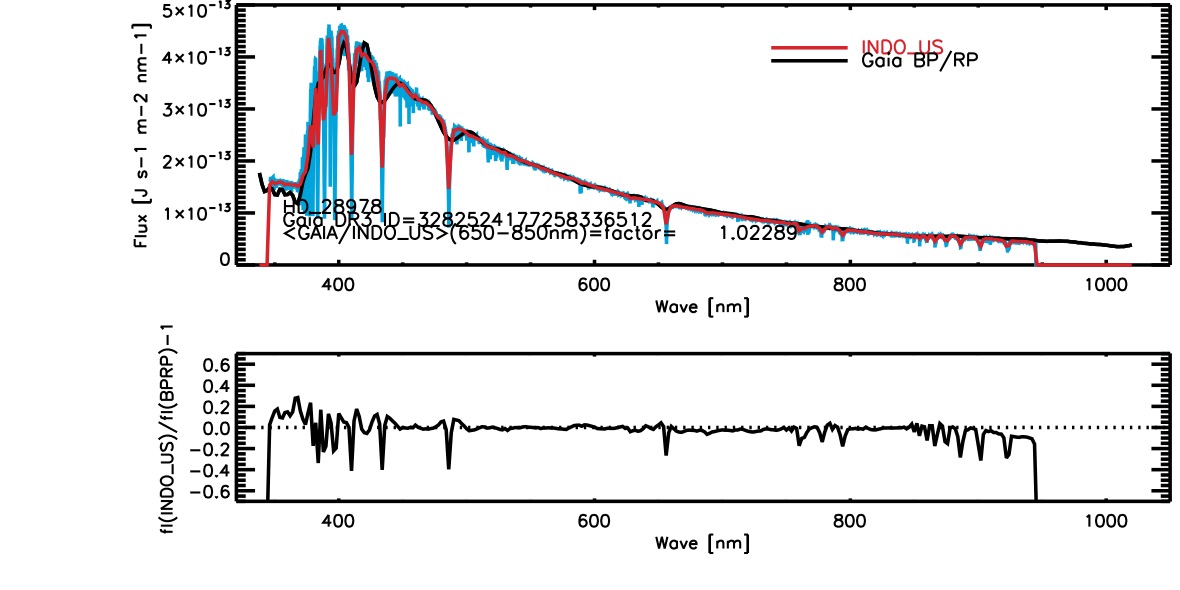 5×10−13
4×10−13
3×10−13
2×10−13
1×10−13
0
Flux [J s−1 m−2 nm−1]
INDO_US
Gaia BP/RP
HD_28978
Gaia DR3 ID=3282524177258336512
<GAIA/INDO_US>(650−850nm)=factor= 1.02289
400 600 800 1000
Wave [nm]
fl(INDO_US)/fl(BPRP)−1
0.6
0.4
0.2
0.0
−0.2
−0.4
−0.6
400 600 800 1000
Wave [nm]